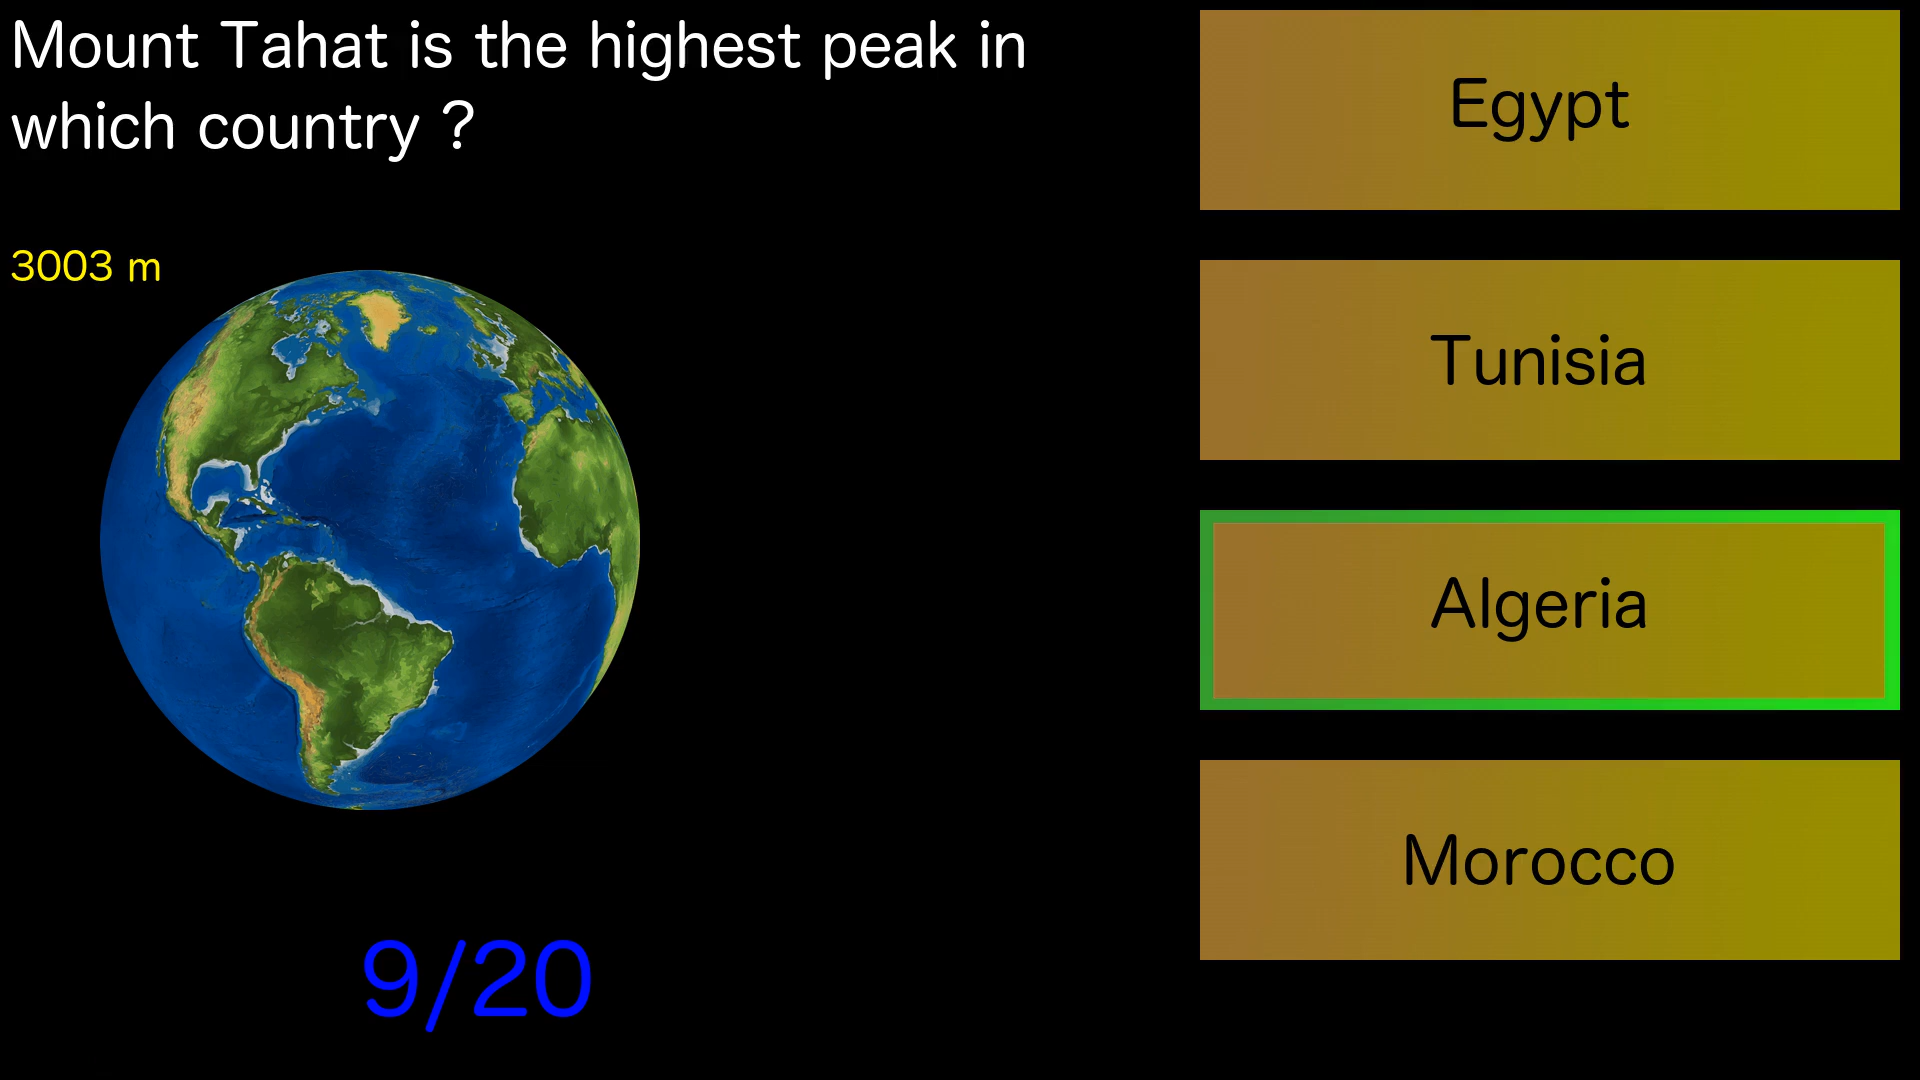 Mount Tahat is the highest peak in
which country ?
3003 m
Egypt
Tunisia
Algeria
Morocco
9/20